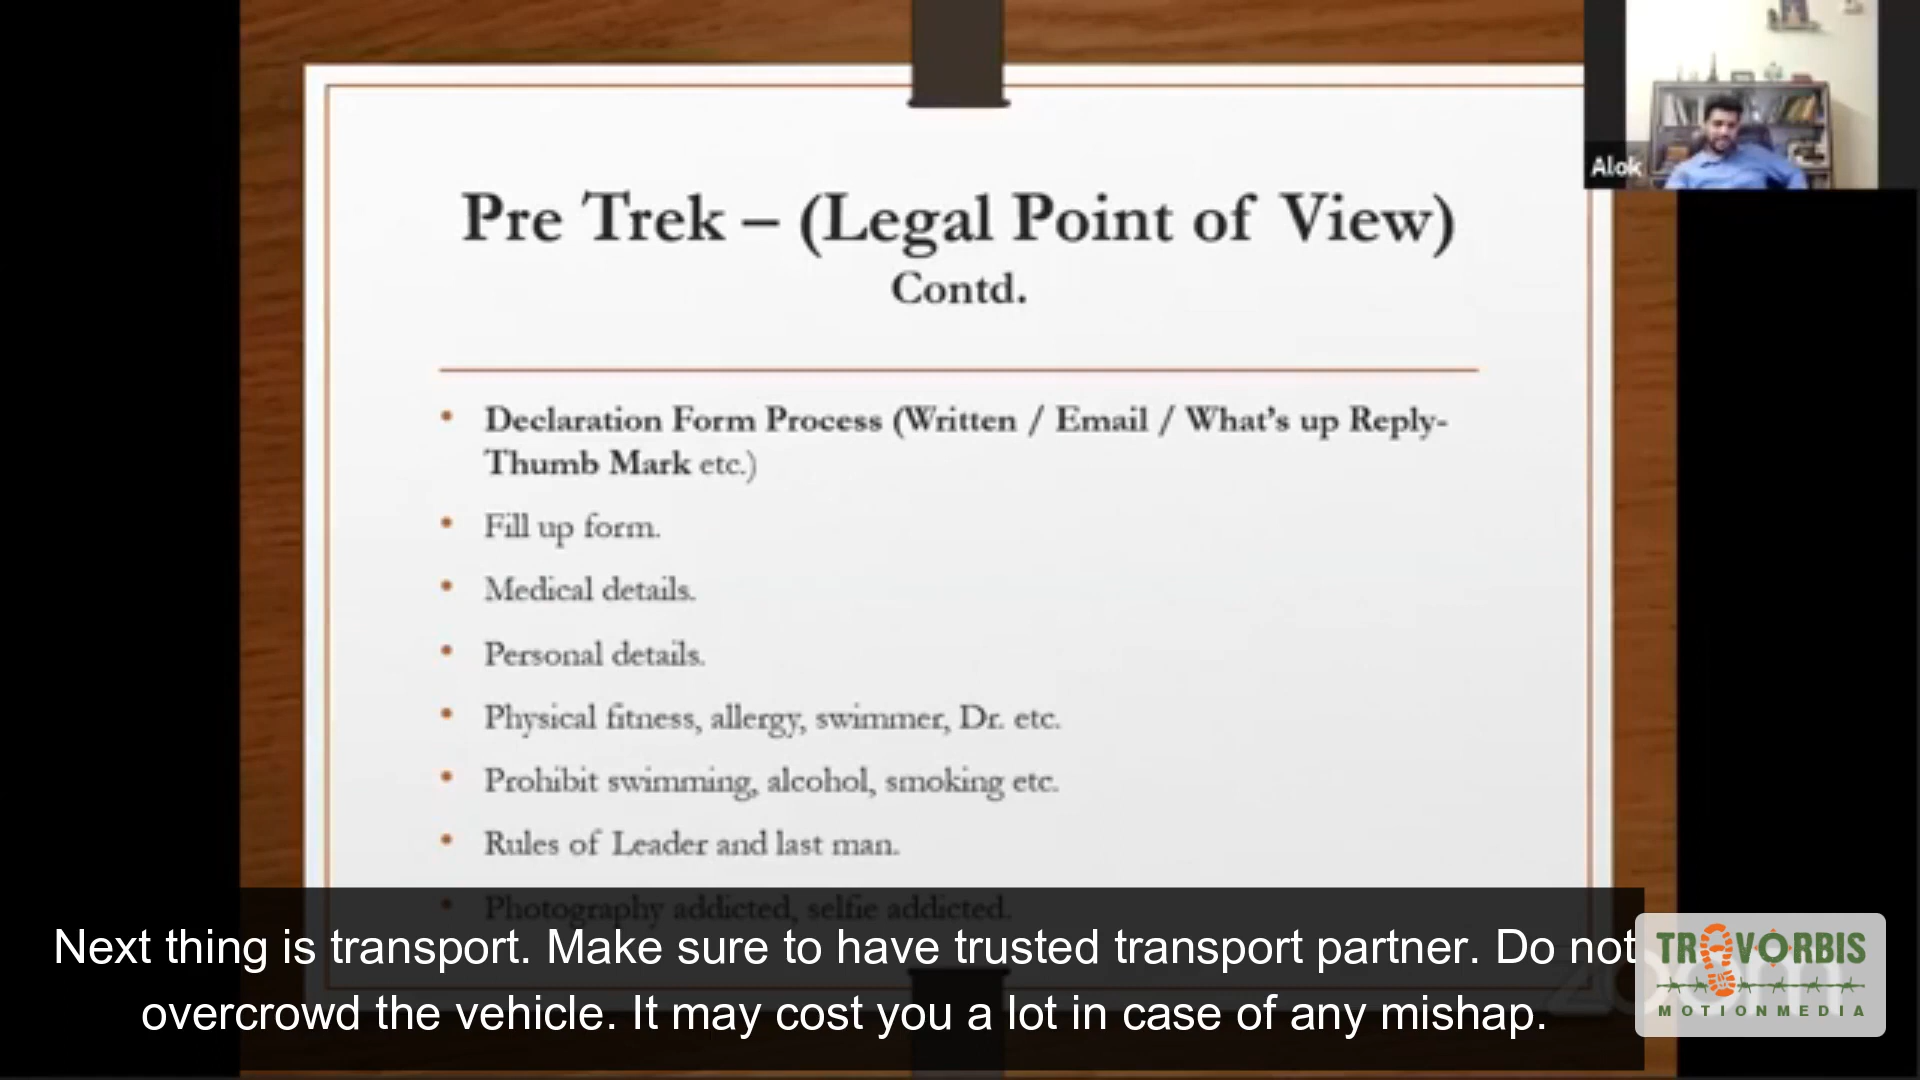 Alok
Pre Trek – (Legal Point of View)
Contd.
• Declaration Form Process (Written / Email / What's up Reply-
Thumb Mark etc.)
• Fill up form.
• Medical details.
• Personal details.
• Physical fitness, allergy, swimmer, Dr. etc.
• Prohibit swimming, alcohol, smoking etc.
• Rules of Leader and last man.
• Photography addicted, selfie addicted.
Next thing is transport. Make sure to have trusted transport partner. Do not
overcrowd the vehicle. It may cost you a lot in case of any mishap.
zoom
TRAVORBIS
MOTIONMEDIA